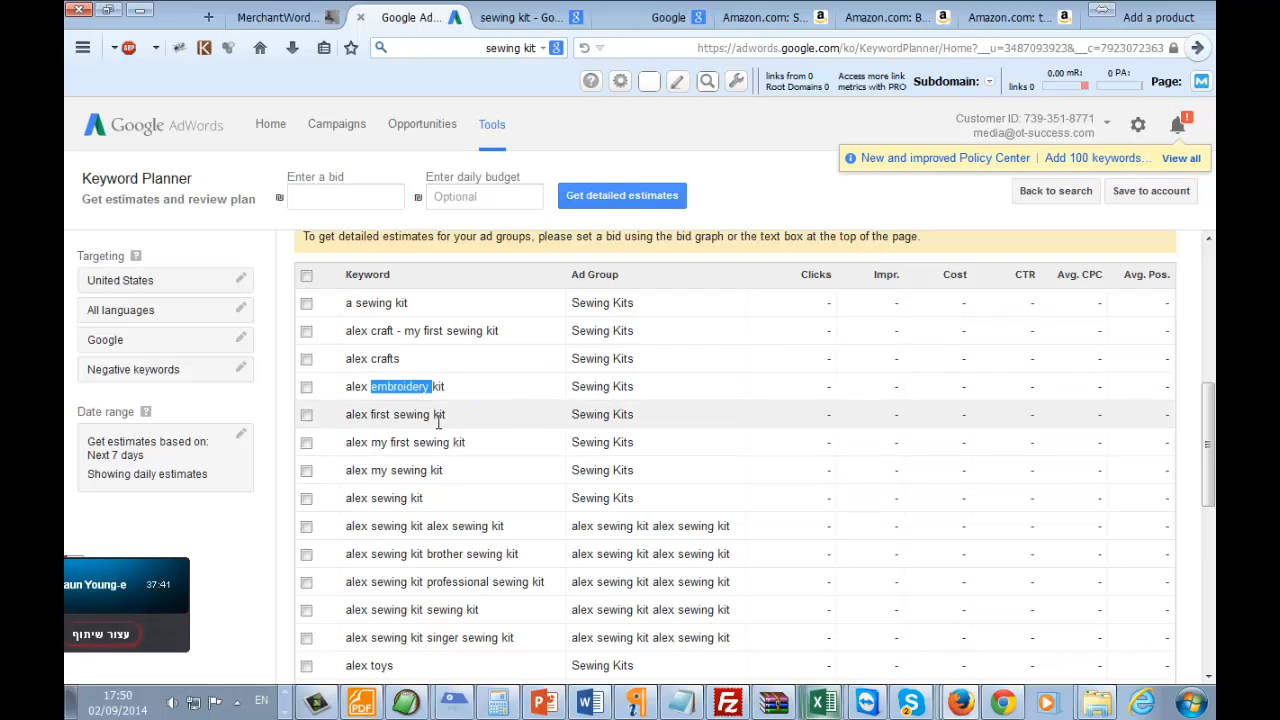 MerchantWord...
Google Ad...
sewing kit - Go...
Google
Amazon.com: S...
Amazon.com: B...
Amazon.com: t...
Add a product
ABP
K
sewing kit
https://adwords.google.com/ko/KeywordPlanner/Home?__u=3487093923&__c=7923072363
links from 0
Root Domains 0
Access more link
metrics with PRO
Subdomain:
links 0
0.00 mR:
0 PA:
Page:
Google AdWords
Home
Campaigns
Opportunities
Tools
Customer ID: 739-351-8771
media@ot-success.com
New and improved Policy Center | Add 100 keywords... View all
Keyword Planner
Get estimates and review plan
Enter a bid
₪
Enter daily budget
₪ Optional
Get detailed estimates
Back to search
Save to account
Targeting ?
United States
All languages
Google
Negative keywords
Date range ?
Get estimates based on:
Next 7 days
Showing daily estimates
To get detailed estimates for your ad groups, please set a bid using the bid graph or the text box at the top of the page.
Keyword Ad Group Clicks Impr. Cost CTR Avg. CPC Avg. Pos.
a sewing kit Sewing Kits - - - - - -
alex craft - my first sewing kit Sewing Kits - - - - - -
alex crafts Sewing Kits - - - - - -
alex embroidery kit Sewing Kits - - - - - -
alex first sewing kit Sewing Kits - - - - - -
alex my first sewing kit Sewing Kits - - - - - -
alex my sewing kit Sewing Kits - - - - - -
alex sewing kit Sewing Kits - - - - - -
alex sewing kit alex sewing kit alex sewing kit alex sewing kit - - - - - -
alex sewing kit brother sewing kit alex sewing kit alex sewing kit - - - - - -
alex sewing kit professional sewing kit alex sewing kit alex sewing kit - - - - - -
alex sewing kit sewing kit alex sewing kit alex sewing kit - - - - - -
alex sewing kit singer sewing kit alex sewing kit alex sewing kit - - - - - -
alex toys Sewing Kits - - - - - -
aun Young-e 37:41
עצור שיתוף
17:50
02/09/2014
EN
PDF